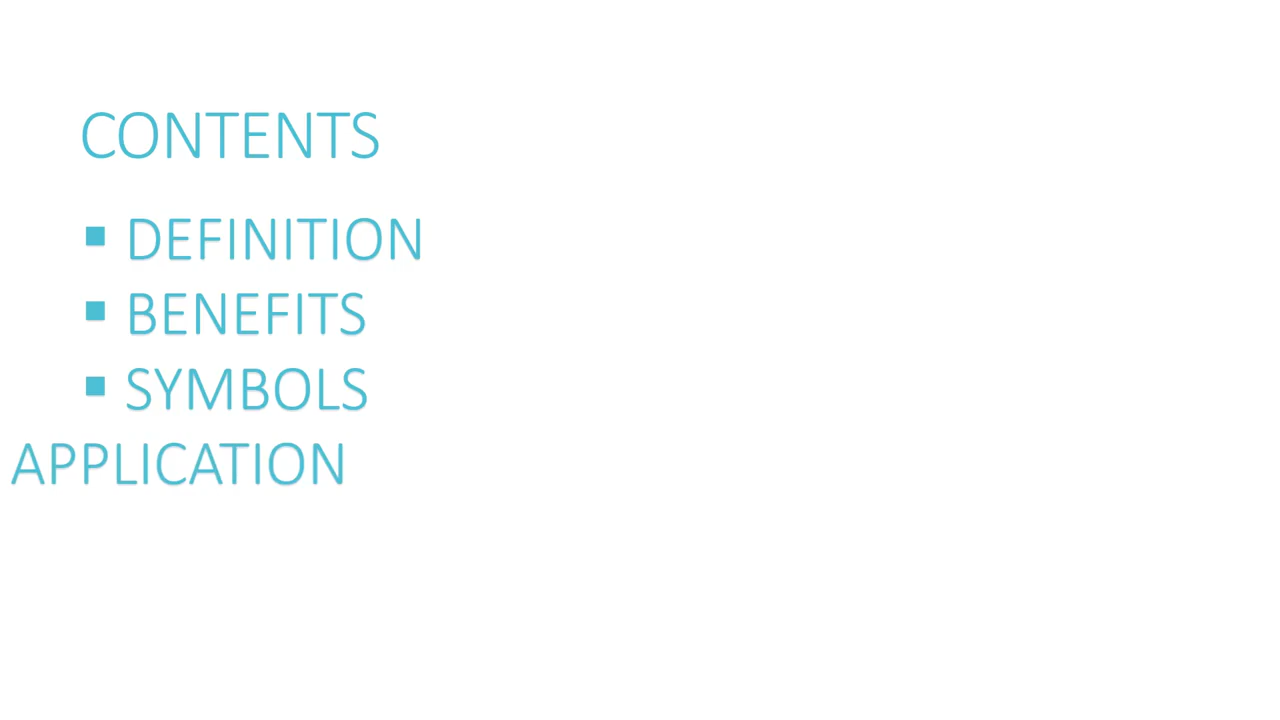 CONTENTS
▪ DEFINITION
▪ BENEFITS
▪ SYMBOLS
APPLICATION